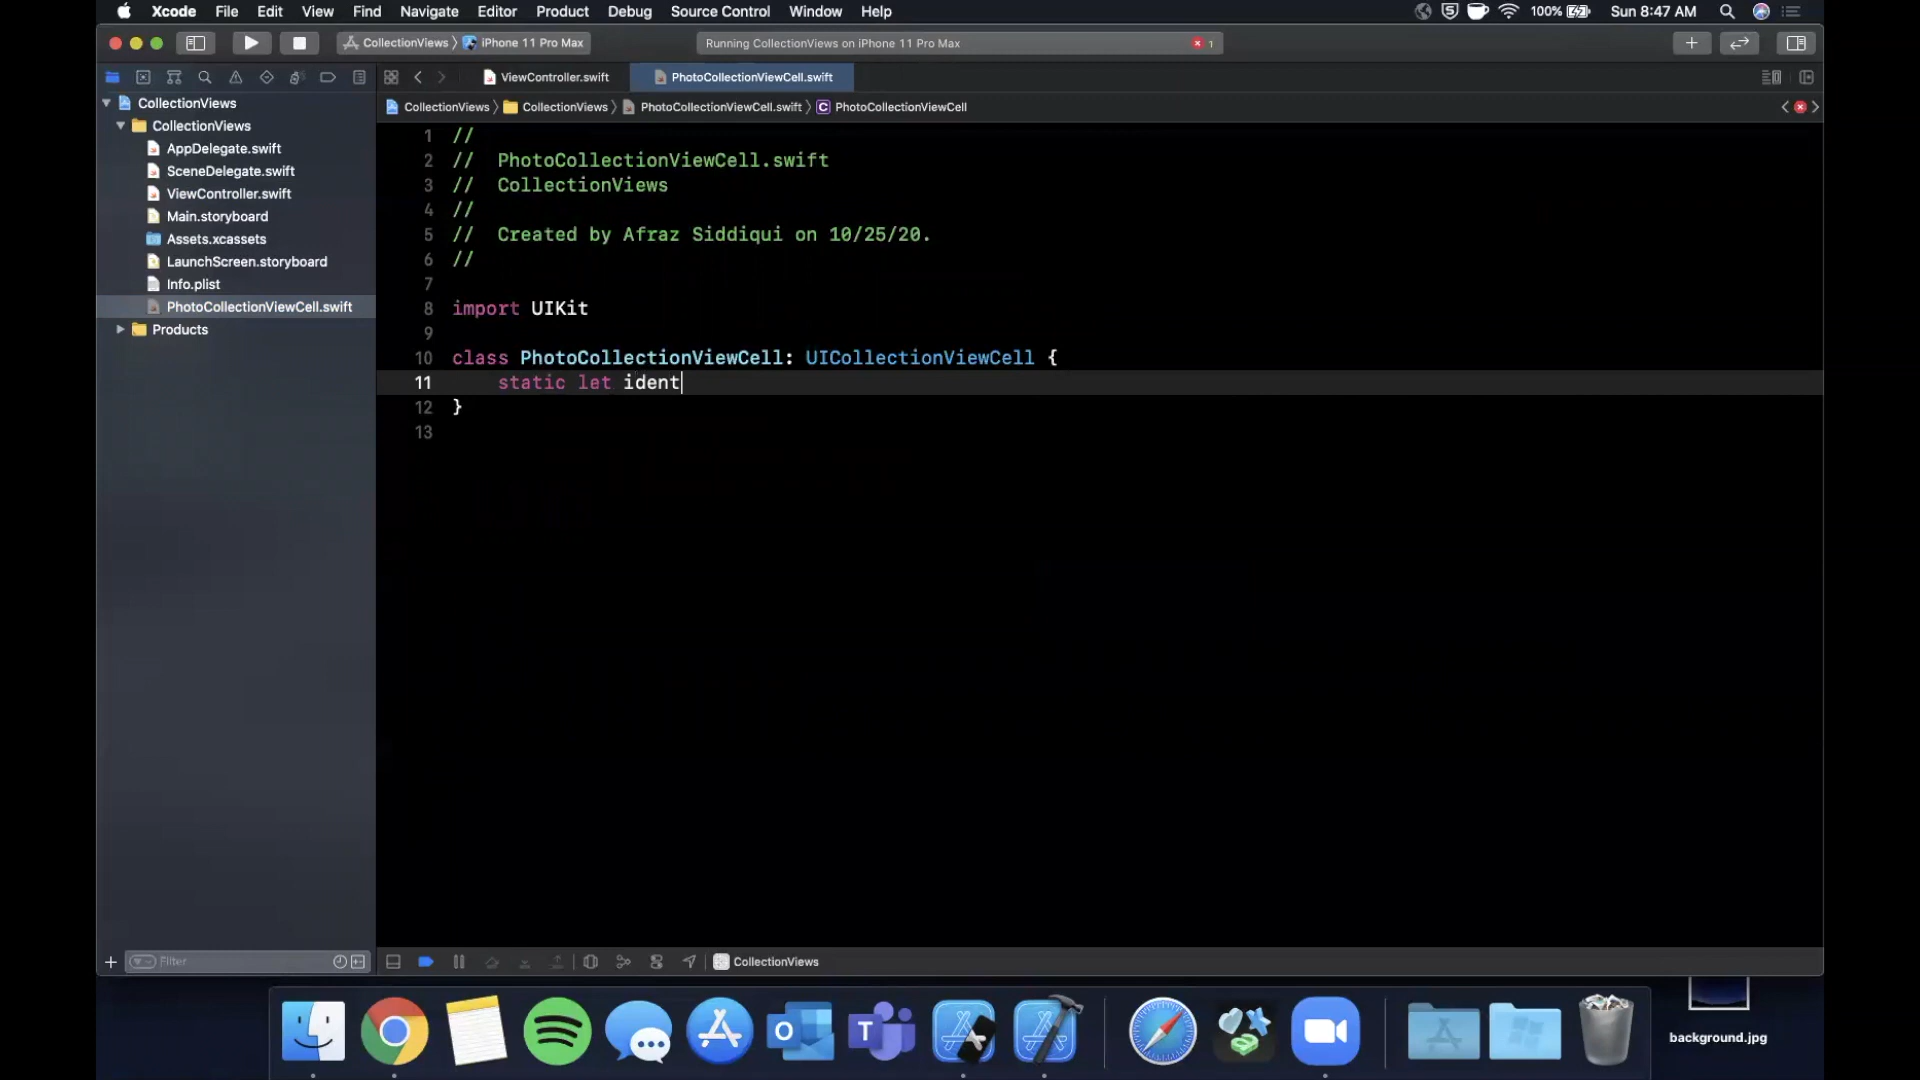 Xcode File Edit View Find Navigate Editor Product Debug Source Control Window Help 100% Sun 8:47 AM
CollectionViews 〉 iPhone 11 Pro Max Running CollectionViews on iPhone 11 Pro Max 1
ViewController.swift PhotoCollectionViewCell.swift
CollectionViews 〉 CollectionViews 〉 PhotoCollectionViewCell.swift 〉 C PhotoCollectionViewCell
CollectionViews
CollectionViews
AppDelegate.swift
SceneDelegate.swift
ViewController.swift
Main.storyboard
Assets.xcassets
LaunchScreen.storyboard
Info.plist
PhotoCollectionViewCell.swift
Products
1 //
2 // PhotoCollectionViewCell.swift
3 // CollectionViews
4 //
5 // Created by Afraz Siddiqui on 10/25/20.
6 //
7
8 import UIKit
9
10 class PhotoCollectionViewCell: UICollectionViewCell {
11 static let ident
12 }
13
Filter CollectionViews
background.jpg